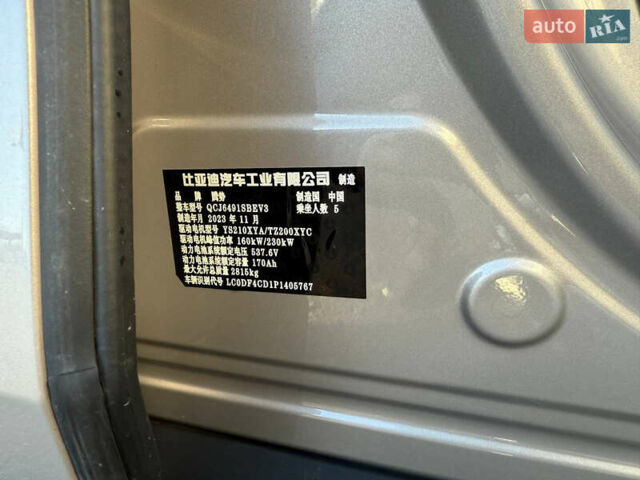 auto RIA .com
比亚迪汽车工业有限公司 制造
品 牌 腾势 制造国 中国
整车型号 QCJ6491SBEV3 乘坐人数 5
制造年月 2023 年 11 月
驱动电机型号 YS210XYA/TZ200XYC
驱动电机峰值功率 160kW/230kW
动力电池系统额定电压 537.6V
动力电池系统额定容量 170Ah
最大允许总质量 2815kg
车辆识别代号 LC0DF4CD1P1405767